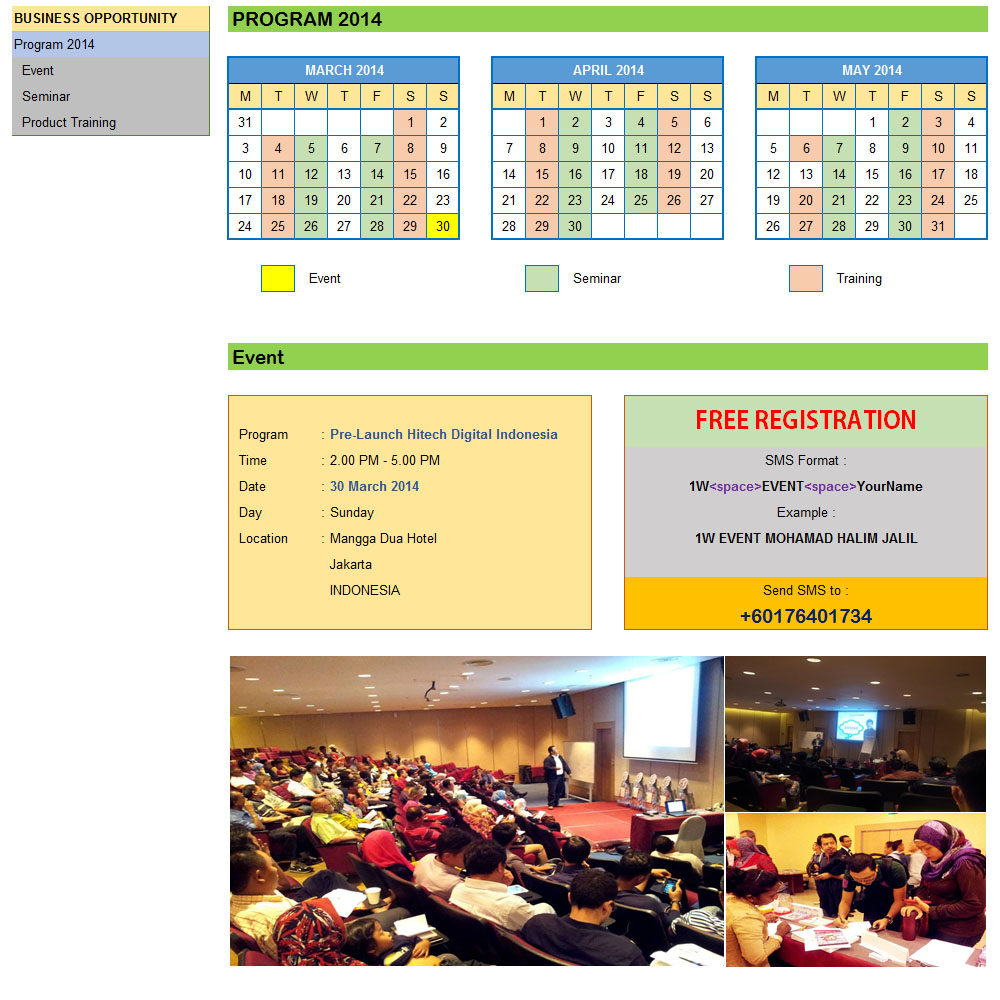 BUSINESS OPPORTUNITY
Program 2014
Event
Seminar
Product Training
PROGRAM 2014
MARCH 2014
M T W T F S S
31 1 2
3 4 5 6 7 8 9
10 11 12 13 14 15 16
17 18 19 20 21 22 23
24 25 26 27 28 29 30
APRIL 2014
M T W T F S S
1 2 3 4 5 6
7 8 9 10 11 12 13
14 15 16 17 18 19 20
21 22 23 24 25 26 27
28 29 30
MAY 2014
M T W T F S S
1 2 3 4
5 6 7 8 9 10 11
12 13 14 15 16 17 18
19 20 21 22 23 24 25
26 27 28 29 30 31
Event
Seminar
Training
Event
Program : Pre-Launch Hitech Digital Indonesia
Time : 2.00 PM - 5.00 PM
Date : 30 March 2014
Day : Sunday
Location : Mangga Dua Hotel
Jakarta
INDONESIA
FREE REGISTRATION
SMS Format :
1W<space>EVENT<space>YourName
Example :
1W EVENT MOHAMAD HALIM JALIL
Send SMS to :
+60176401734